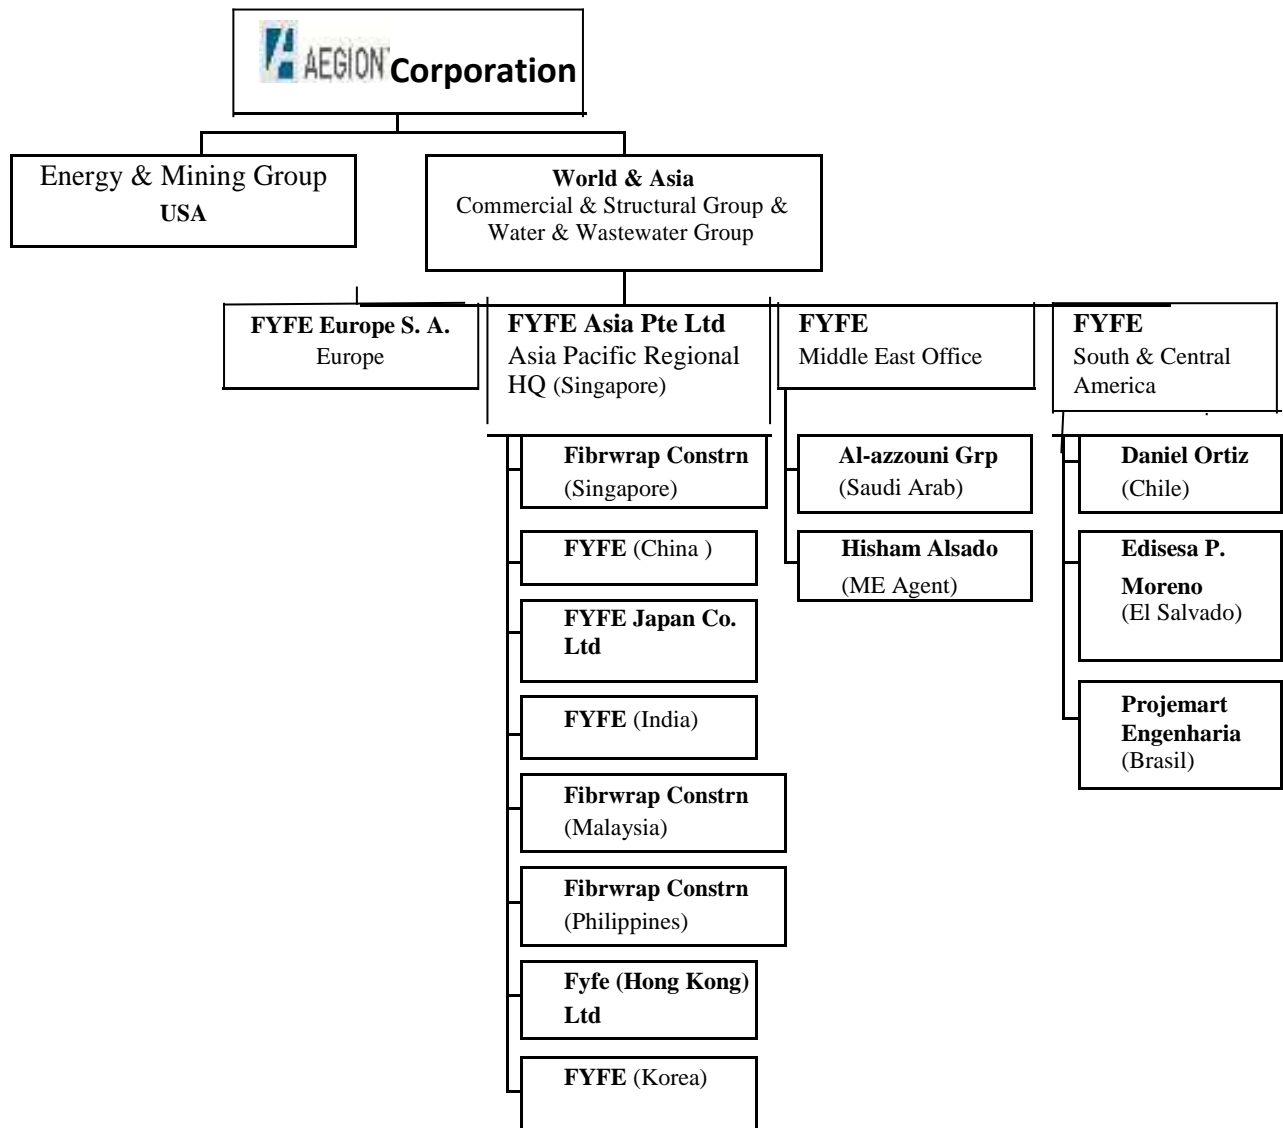 AEGION Corporation
Energy & Mining Group
USA
World & Asia
Commercial & Structural Group &
Water & Wastewater Group
FYFE Europe S. A.
Europe
FYFE Asia Pte Ltd
Asia Pacific Regional
HQ (Singapore)
FYFE
Middle East Office
FYFE
South & Central
America
Fibrwrap Constrn
(Singapore)
FYFE (China )
FYFE Japan Co.
Ltd
FYFE (India)
Fibrwrap Constrn
(Malaysia)
Fibrwrap Constrn
(Philippines)
Fyfe (Hong Kong)
Ltd
FYFE (Korea)
Al-azzouni Grp
(Saudi Arab)
Hisham Alsado
(ME Agent)
Daniel Ortiz
(Chile)
Edisesa P.
Moreno
(El Salvado)
Projemart
Engenharia
(Brasil)